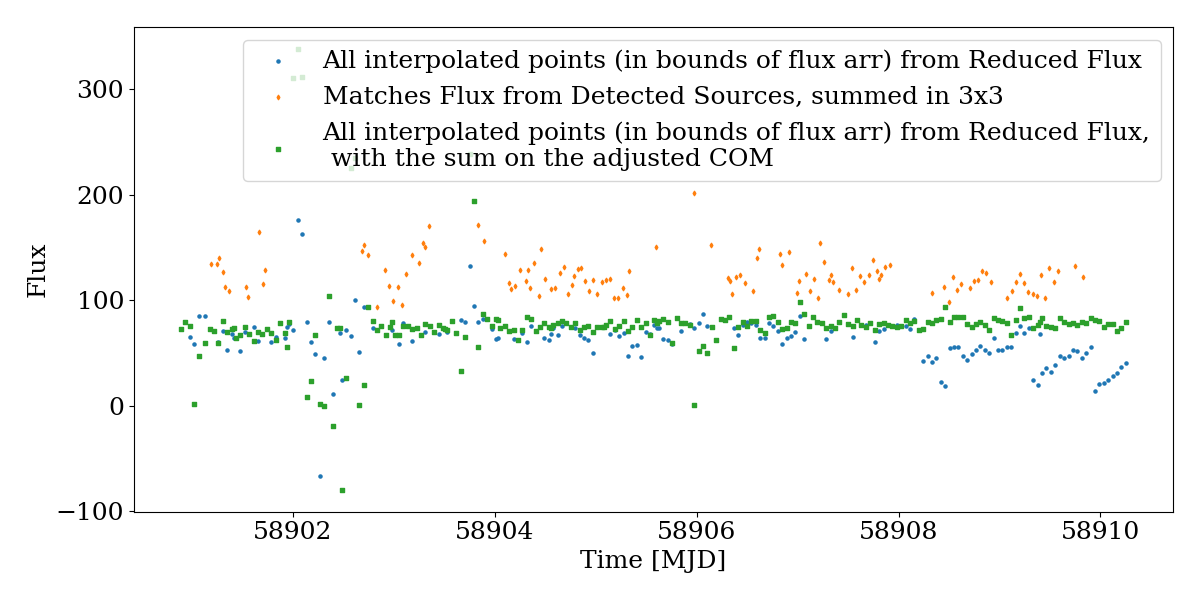 All interpolated points (in bounds of flux arr) from Reduced Flux
Matches Flux from Detected Sources, summed in 3x3
All interpolated points (in bounds of flux arr) from Reduced Flux,
with the sum on the adjusted COM
300
200
100
0
−100
Flux
58902 58904 58906 58908 58910
Time [MJD]